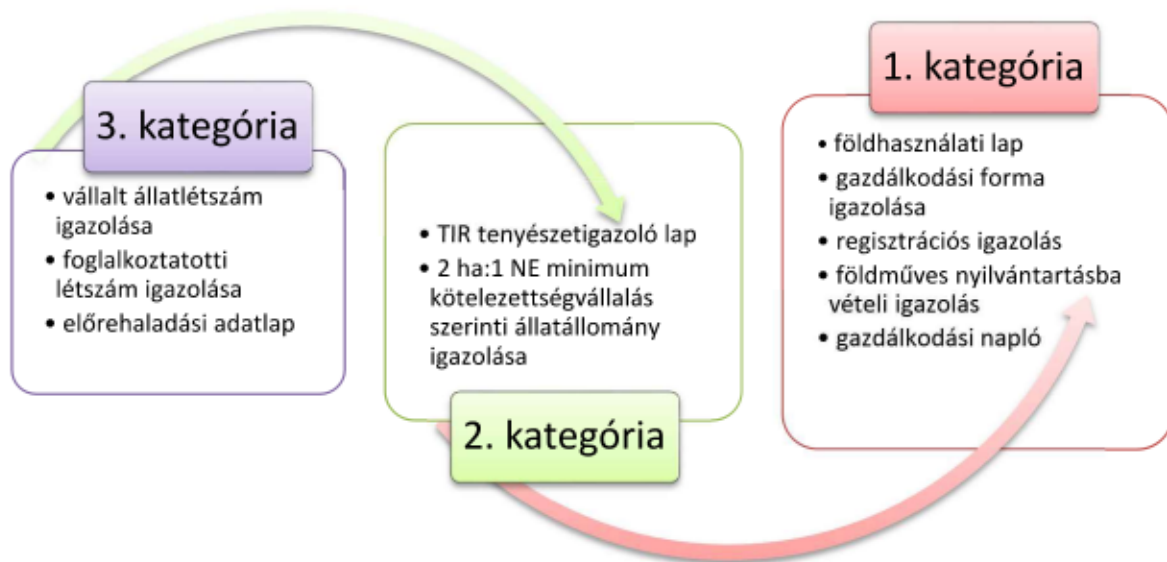 3. kategória
• vállalt állatlétszám
igazolása
• foglalkoztatotti
létszám igazolása
• előrehaladási adatlap
• TIR tenyészetigazoló lap
• 2 ha:1 NE minimum
kötelezettségvállalás
szerinti állatállomány
igazolása
2. kategória
1. kategória
• földhasználati lap
• gazdálkodási forma
igazolása
• regisztrációs igazolás
• földműves nyilvántartásba
vételi igazolás
• gazdálkodási napló